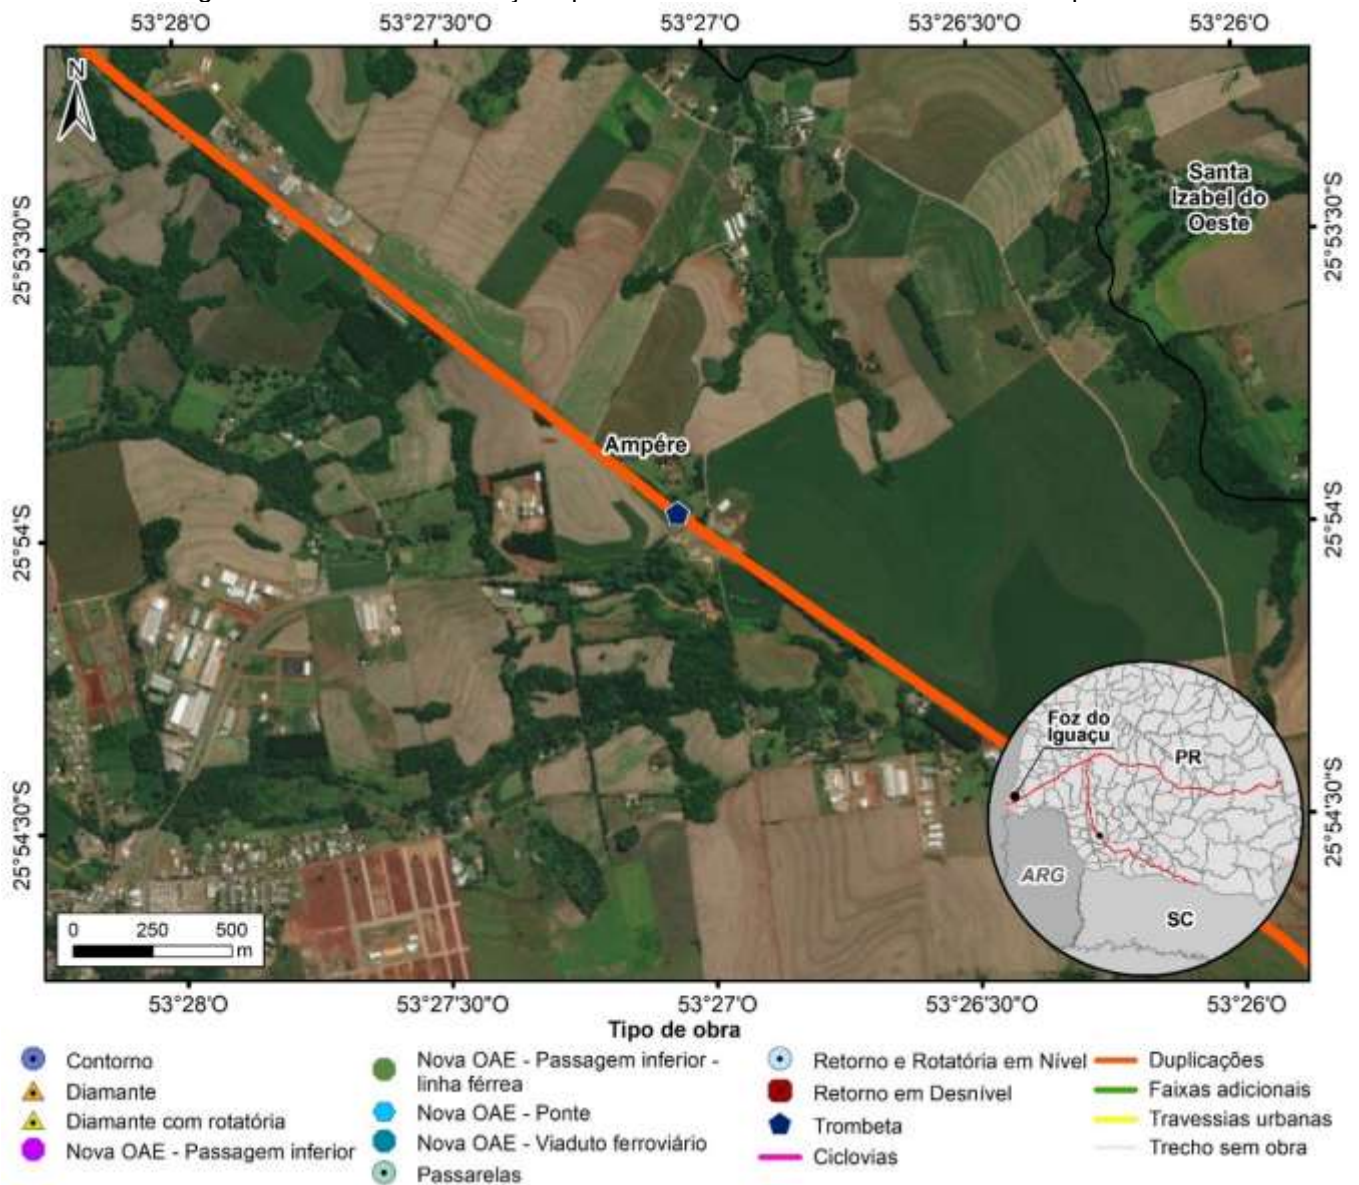 53°28'O 53°27'30"O 53°27'O 53°26'30"O 53°26'O
N
Santa
Izabel do
Oeste
25°53'30"S
25°53'30"S
Ampére
25°54'S
25°54'S
Foz do
Iguaçu
PR
25°54'30"S
25°54'30"S
ARG
SC
0 250 500
m
53°28'O 53°27'30"O 53°27'O 53°26'30"O 53°26'O
Tipo de obra
Contorno
Diamante
Diamante com rotatória
Nova OAE - Passagem inferior
Nova OAE - Passagem inferior -
linha férrea
Nova OAE - Ponte
Nova OAE - Viaduto ferroviário
Passarelas
Retorno e Rotatória em Nível
Retorno em Desnível
Trombeta
Ciclovias
Duplicações
Faixas adicionais
Travessias urbanas
Trecho sem obra